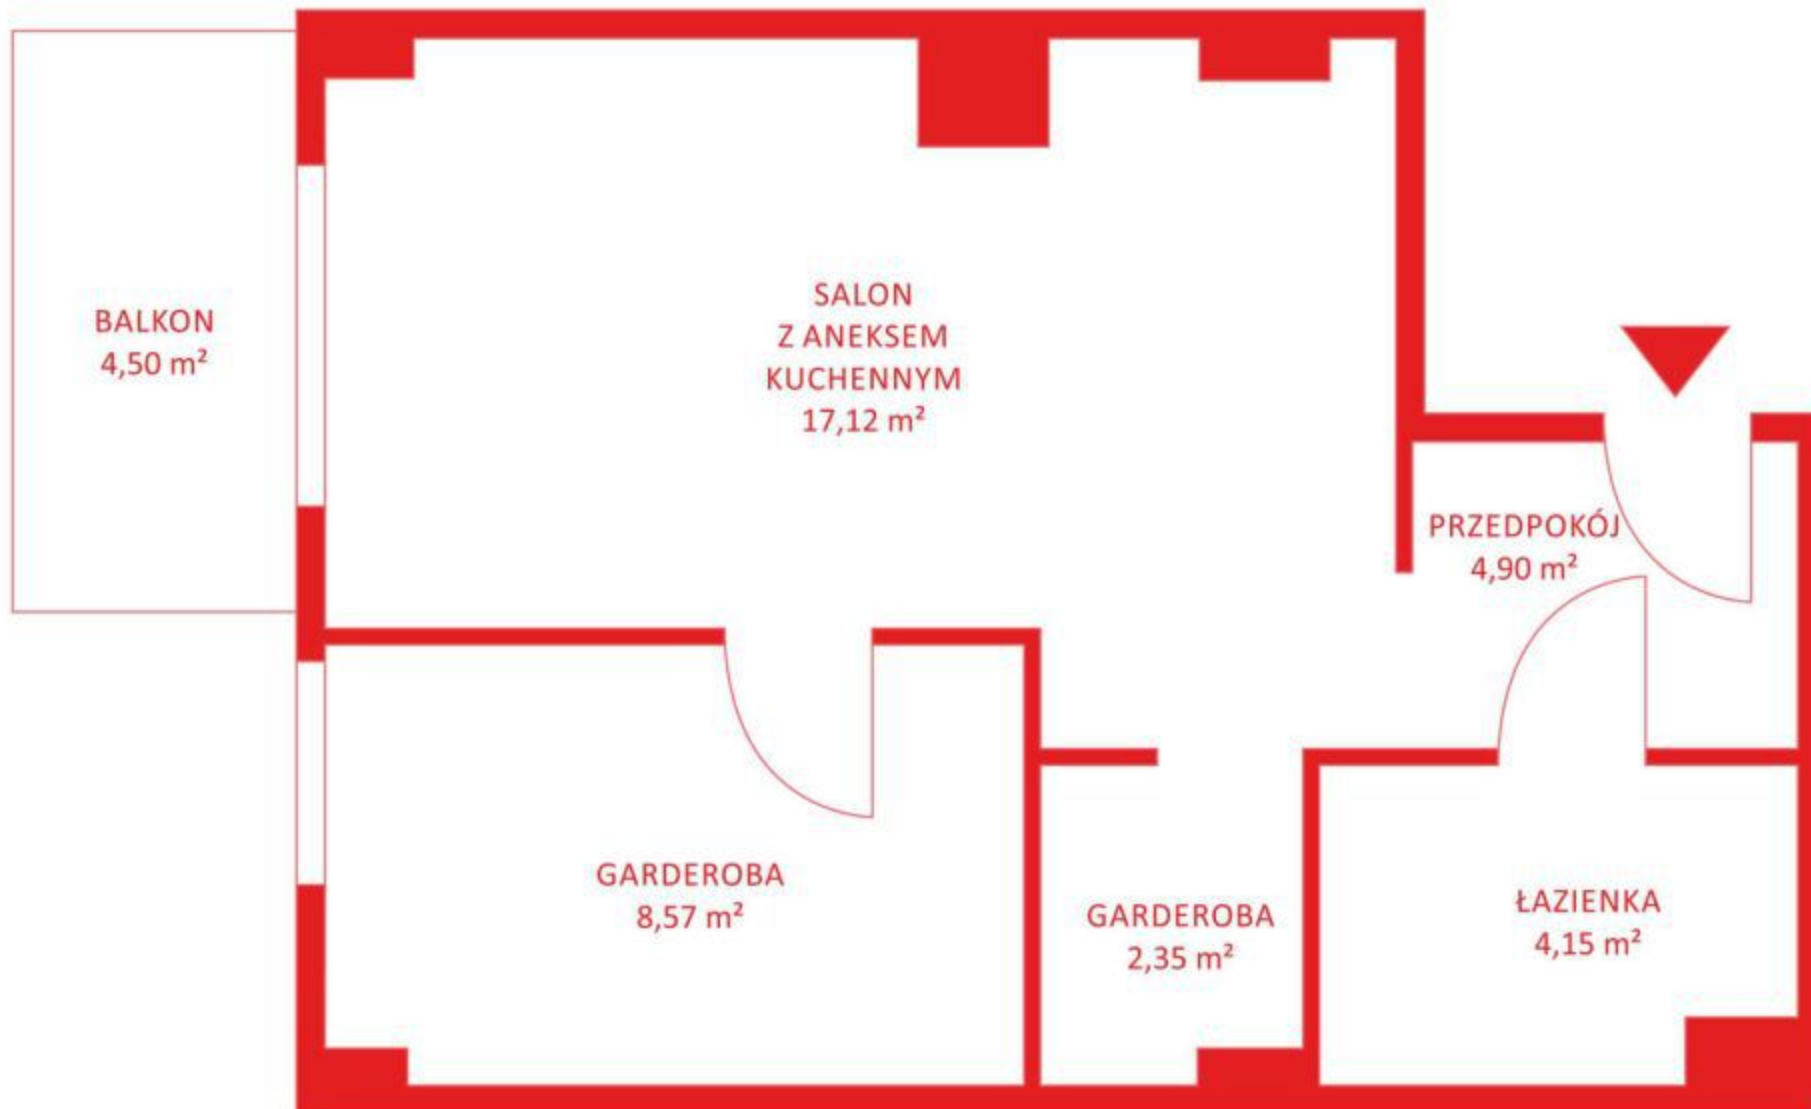 BALKON
4,50 m²
SALON
Z ANEKSEM
KUCHENNYM
17,12 m²
PRZEDPOKÓJ
4,90 m²
GARDEROBA
8,57 m²
GARDEROBA
2,35 m²
ŁAZIENKA
4,15 m²